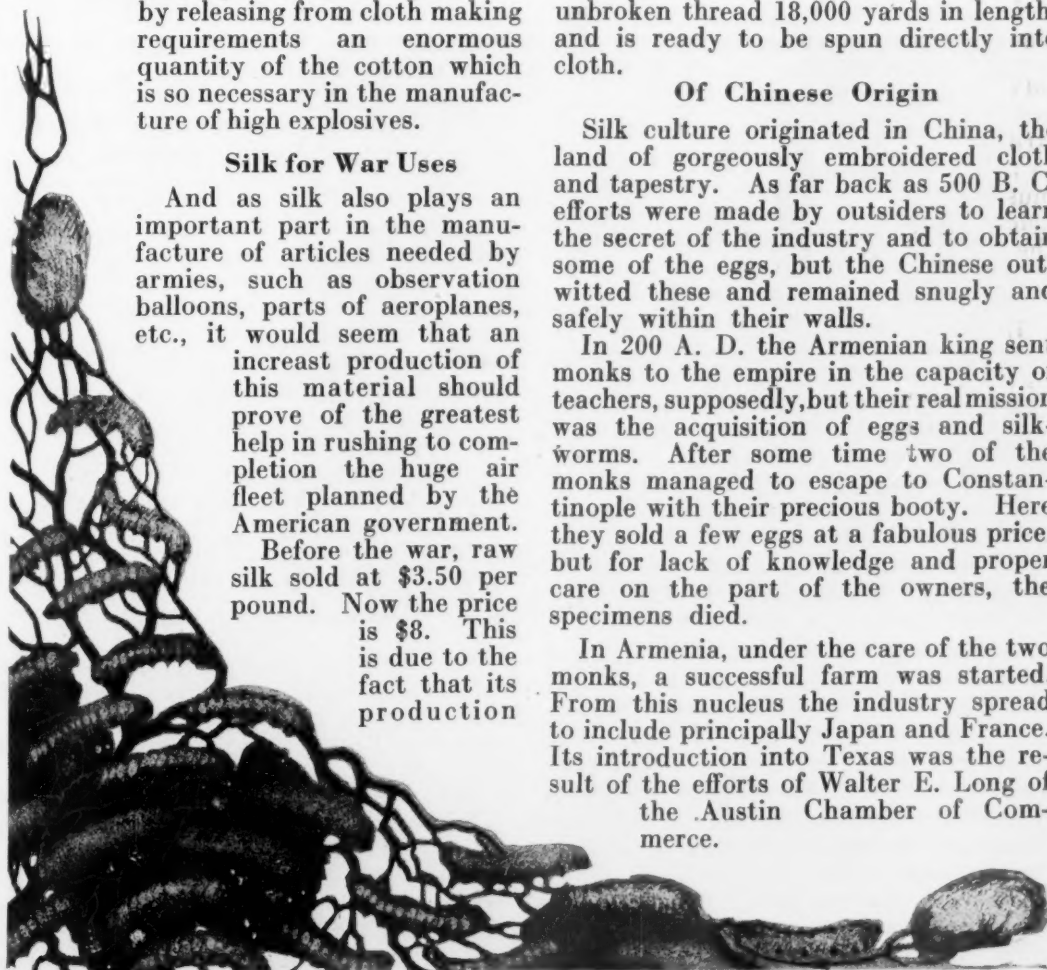 by releasing from cloth making
requirements an enormous
quantity of the cotton which
is so necessary in the manufac-
ture of high explosives.
Silk for War Uses
And as silk also plays an
important part in the manu-
facture of articles needed by
armies, such as observation
balloons, parts of aeroplanes,
etc., it would seem that an
increast production of
this material should
prove of the greatest
help in rushing to com-
pletion the huge air
fleet planned by the
American government.
Before the war, raw
silk sold at $3.50 per
pound. Now the price
is $8. This
is due to the
fact that its
production
unbroken thread 18,000 yards in length
and is ready to be spun directly int
cloth.
Of Chinese Origin
Silk culture originated in China, th
land of gorgeously embroidered cloth
and tapestry. As far back as 500 B. C
efforts were made by outsiders to learn
the secret of the industry and to obtain
some of the eggs, but the Chinese out-
witted these and remained snugly and
safely within their walls.
In 200 A. D. the Armenian king sent
monks to the empire in the capacity o
teachers, supposedly,but their real mission
was the acquisition of eggs and silk-
worms. After some time two of the
monks managed to escape to Constan-
tinople with their precious booty. Here
they sold a few eggs at a fabulous price
but for lack of knowledge and proper
care on the part of the owners, the
specimens died.
In Armenia, under the care of the two
monks, a successful farm was started.
From this nucleus the industry spread
to include principally Japan and France.
Its introduction into Texas was the re-
sult of the efforts of Walter E. Long of
the Austin Chamber of Com-
merce.